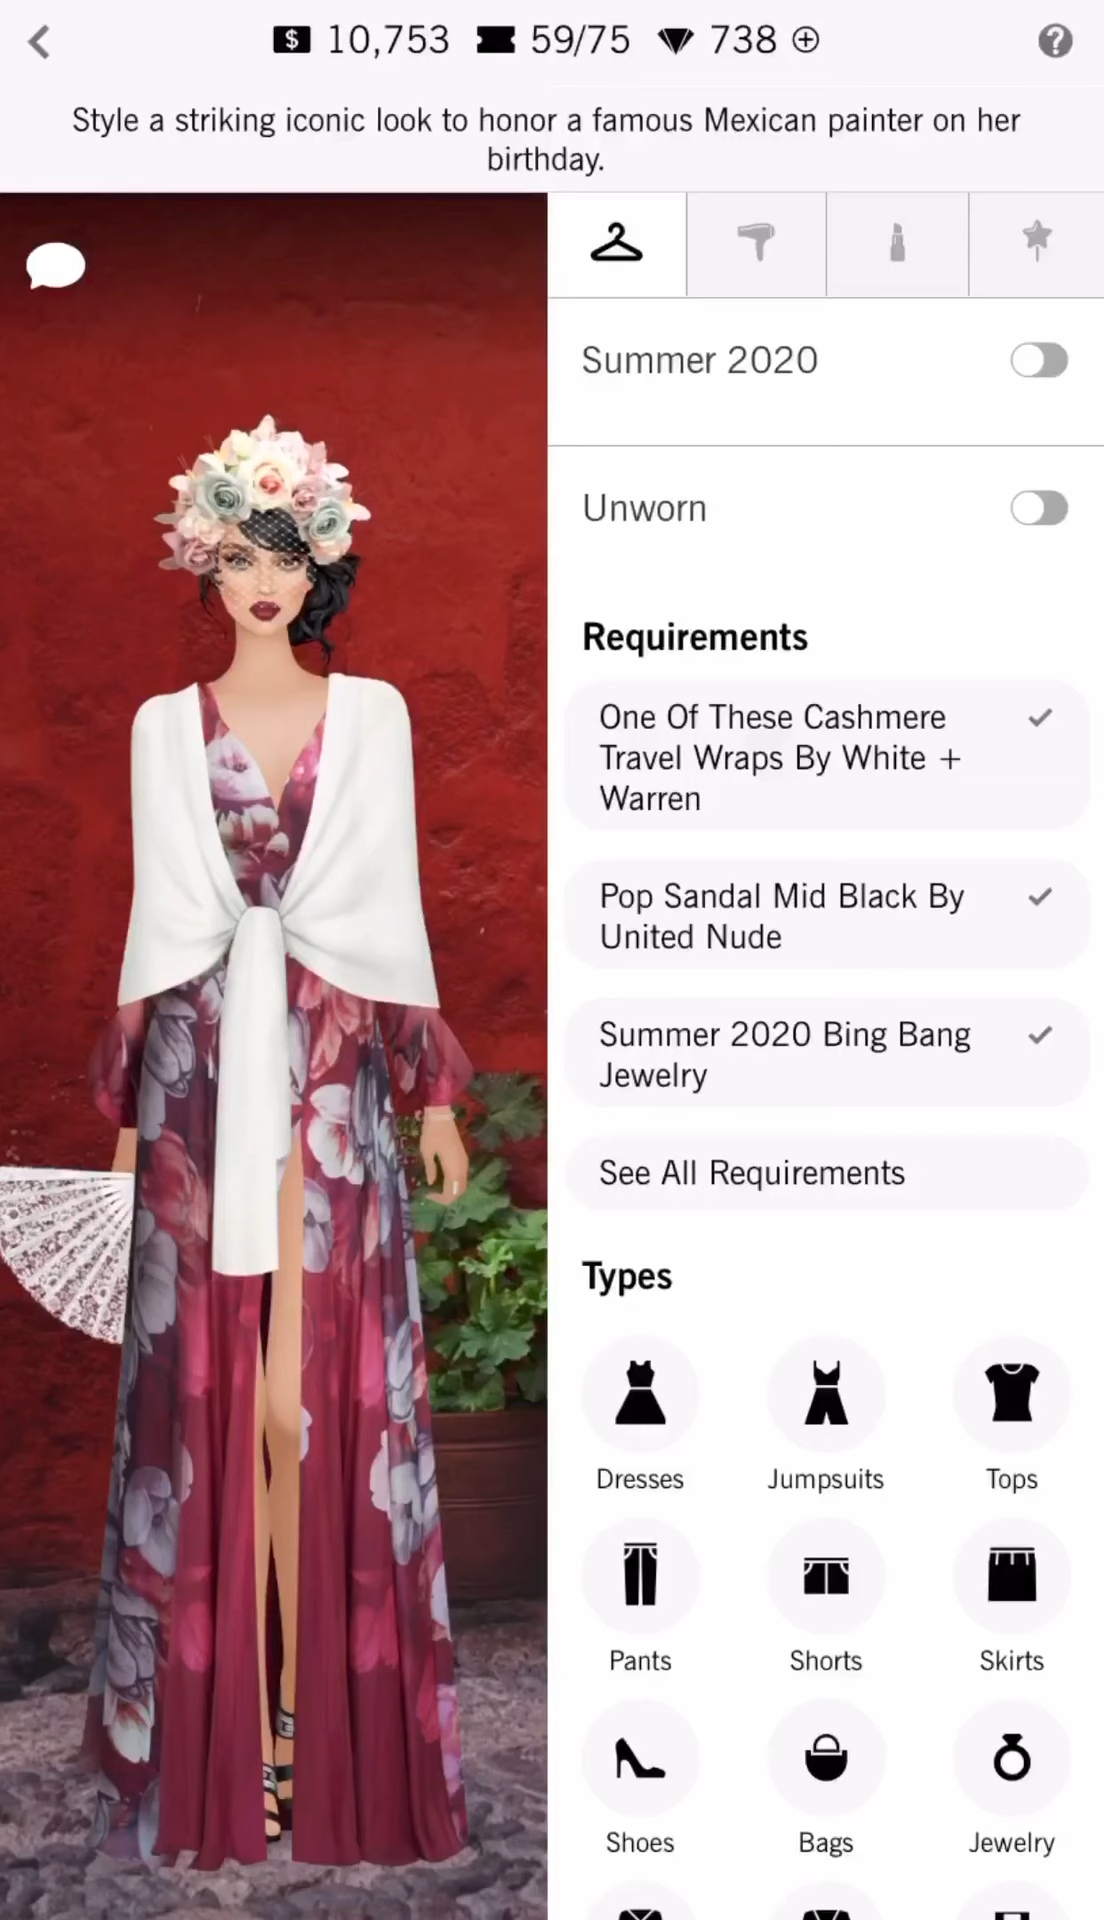 $ 10,753 59/75 738
Style a striking iconic look to honor a famous Mexican painter on her
birthday.
Summer 2020
Unworn
Requirements
One Of These Cashmere
Travel Wraps By White +
Warren
Pop Sandal Mid Black By
United Nude
Summer 2020 Bing Bang
Jewelry
See All Requirements
Types
Dresses Jumpsuits Tops
Pants Shorts Skirts
Shoes Bags Jewelry